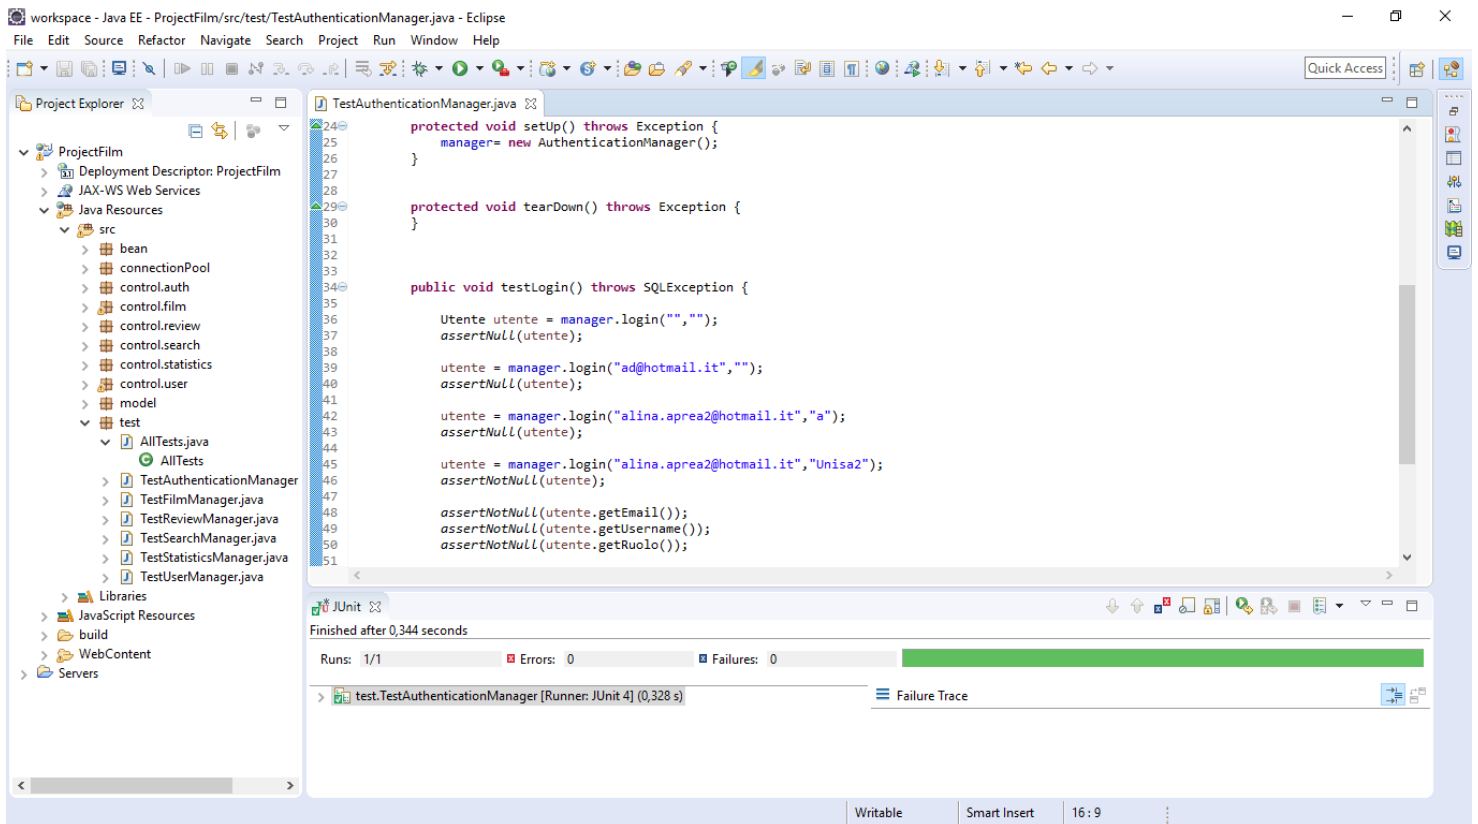 workspace - Java EE - ProjectFilm/src/test/TestAuthenticationManager.java - Eclipse
File Edit Source Refactor Navigate Search Project Run Window Help
Quick Access
Project Explorer
ProjectFilm
Deployment Descriptor: ProjectFilm
JAX-WS Web Services
Java Resources
src
bean
connectionPool
control.auth
control.film
control.review
control.search
control.statistics
control.user
model
test
AllTests.java
AllTests
TestAuthenticationManager
TestFilmManager.java
TestReviewManager.java
TestSearchManager.java
TestStatisticsManager.java
TestUserManager.java
Libraries
JavaScript Resources
build
WebContent
Servers
TestAuthenticationManager.java
24 protected void setUp() throws Exception {
25 manager= new AuthenticationManager();
26 }
27
28
29 protected void tearDown() throws Exception {
30 }
31
32
33
34 public void testLogin() throws SQLException {
35
36 Utente utente = manager.login("","");
37 assertNull(utente);
38
39 utente = manager.login("ad@hotmail.it","");
40 assertNull(utente);
41
42 utente = manager.login("alina.aprea2@hotmail.it","a");
43 assertNull(utente);
44
45 utente = manager.login("alina.aprea2@hotmail.it","Unisa2");
46 assertNotNull(utente);
47
48 assertNotNull(utente.getEmail());
49 assertNotNull(utente.getUsername());
50 assertNotNull(utente.getRuolo());
51
JUnit
Finished after 0,344 seconds
Runs: 1/1 Errors: 0 Failures: 0
test.TestAuthenticationManager [Runner: JUnit 4] (0,328 s)
Failure Trace
Writable Smart Insert 16 : 9